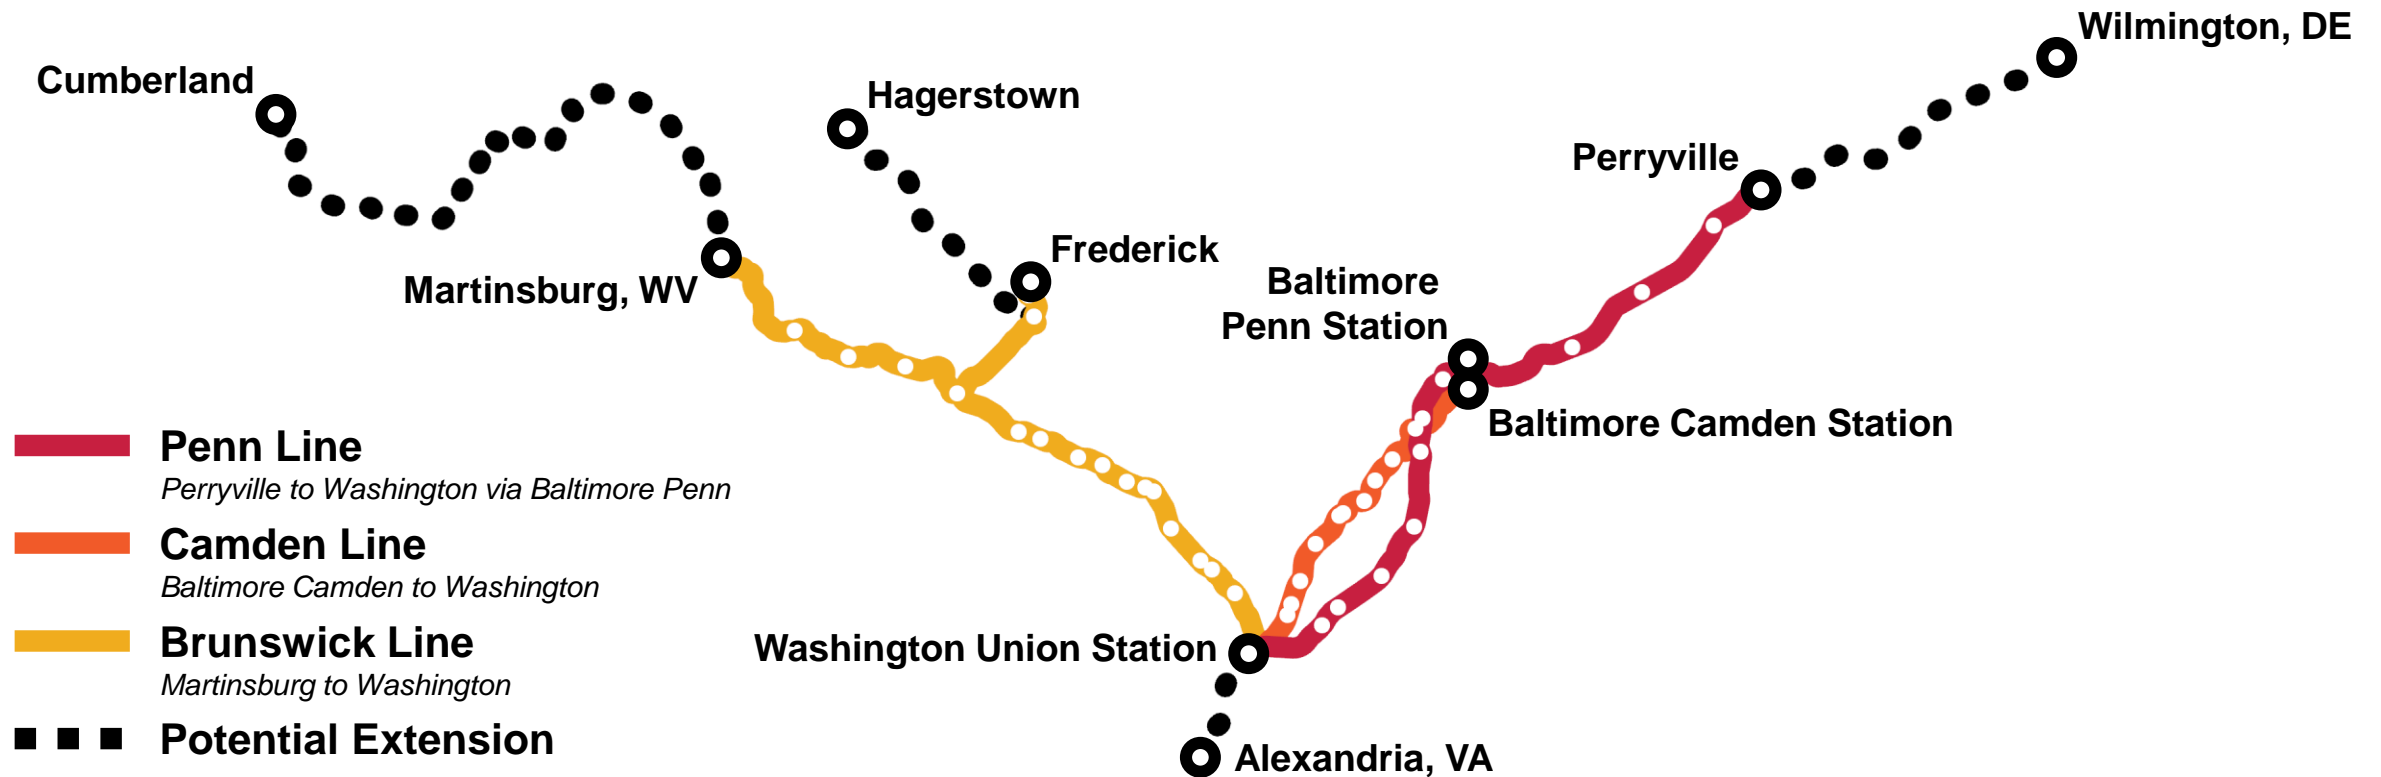 Wilmington, DE
Cumberland
Hagerstown
Perryville
Frederick
Martinsburg, WV
Baltimore
Penn Station
Baltimore Camden Station
Penn Line
Perryville to Washington via Baltimore Penn
Camden Line
Baltimore Camden to Washington
Brunswick Line
Martinsburg to Washington
Potential Extension
Washington Union Station
Alexandria, VA